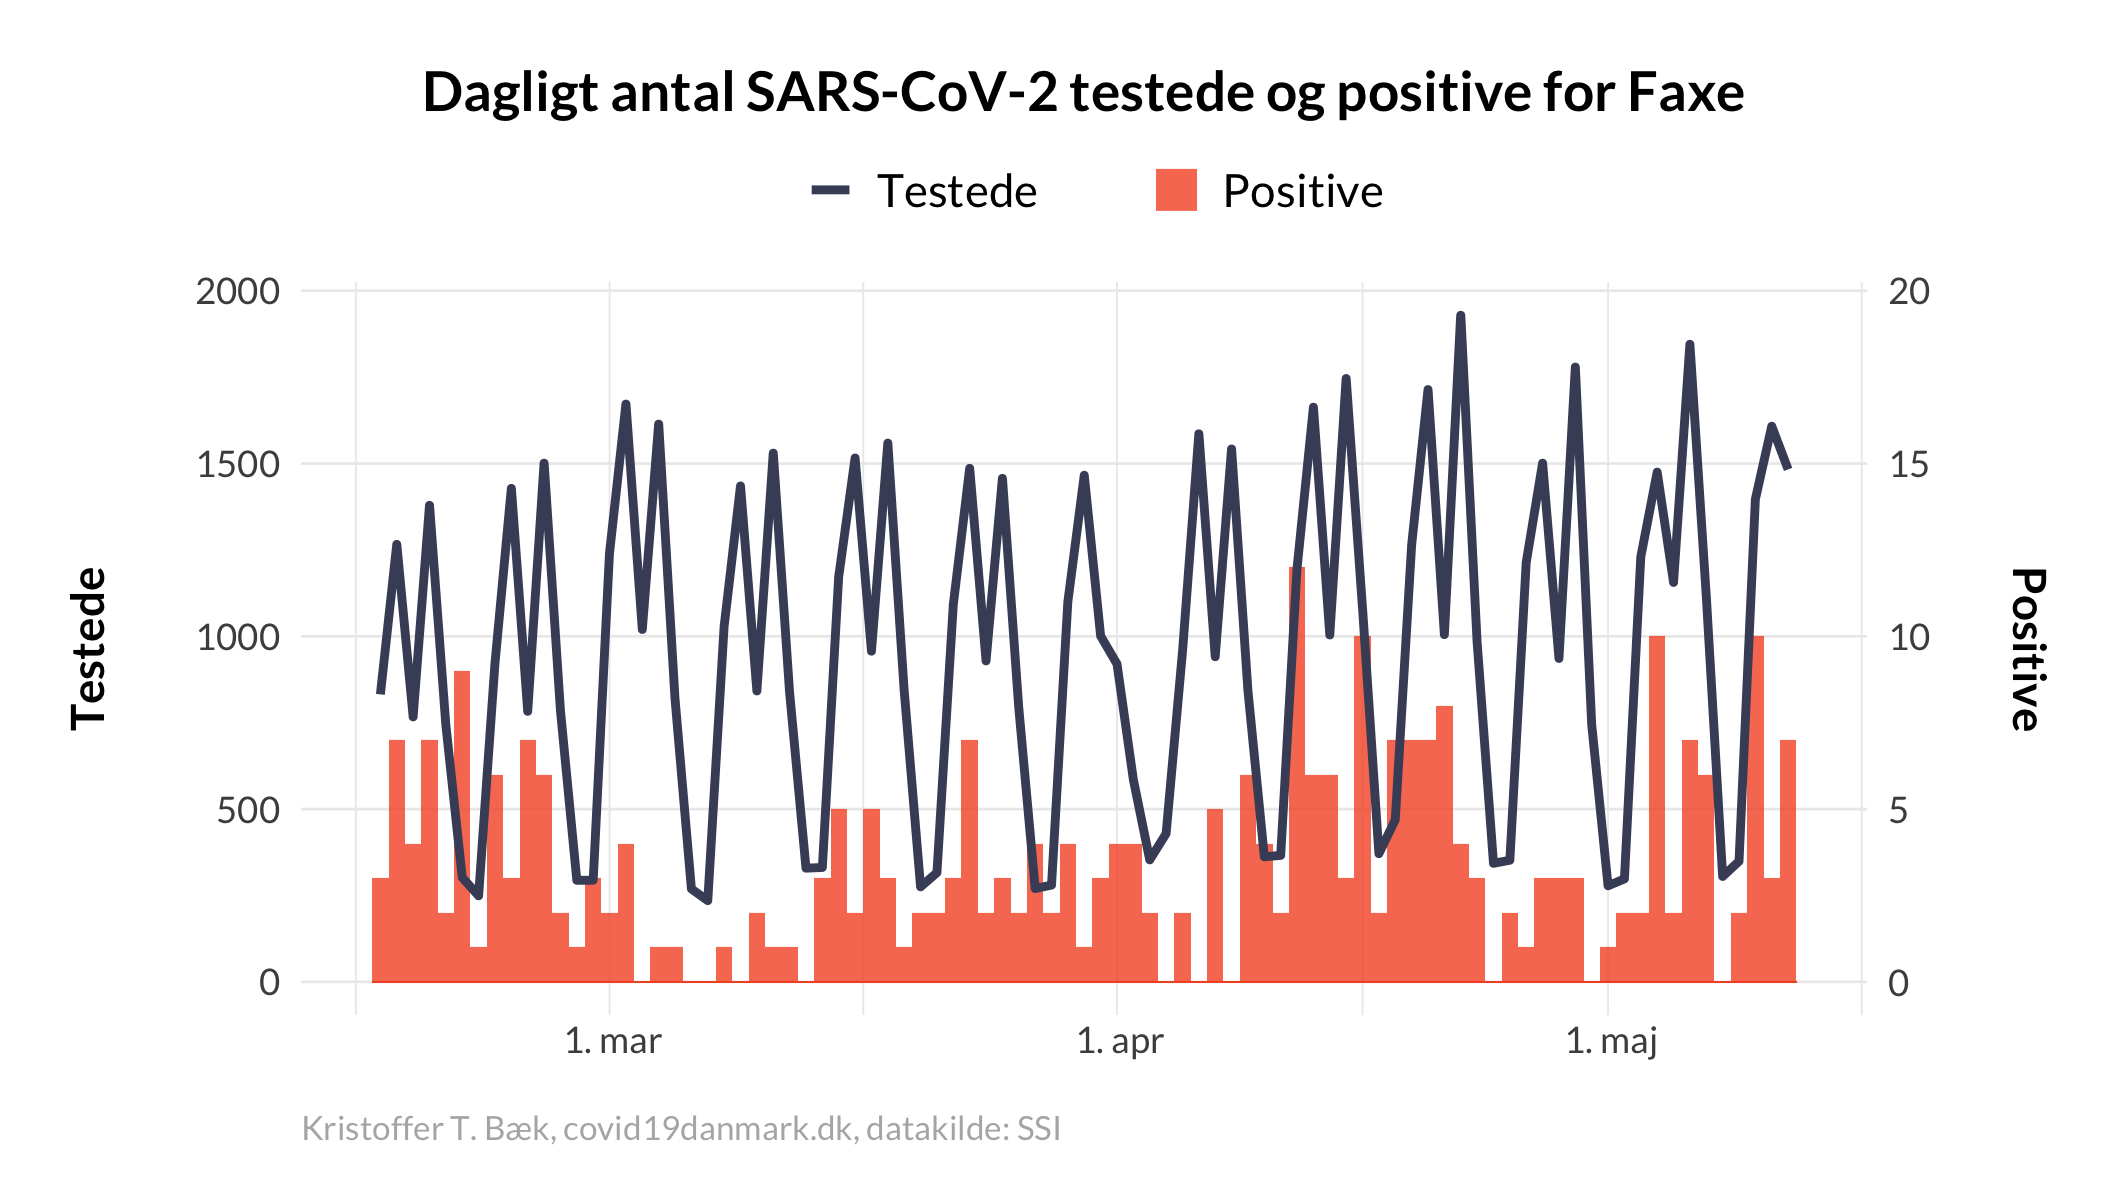 Dagligt antal SARS-CoV-2 testede og positive for Faxe
Testede Positive
2000 20
1500 15
1000 10
500 5
0 0
Testede
Positive
1. mar 1. apr 1. maj
Kristoffer T. Bæk, covid19danmark.dk, datakilde: SSI